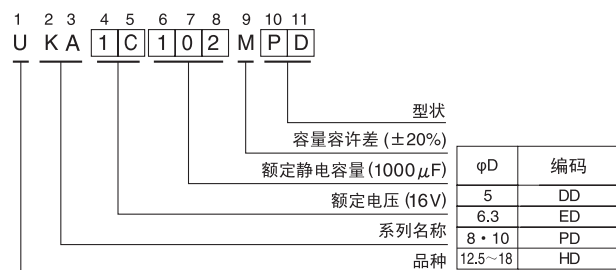 1 2 3 4 5 6 7 8 9 10 11
U K A 1 C 1 0 2 M P D
型状
容量容许差 (±20%)
额定静电容量(1000μF)
额定电压(16V)
系列名称
品种
φD 编码
5 DD
6.3 ED
8・10 PD
12.5~18 HD